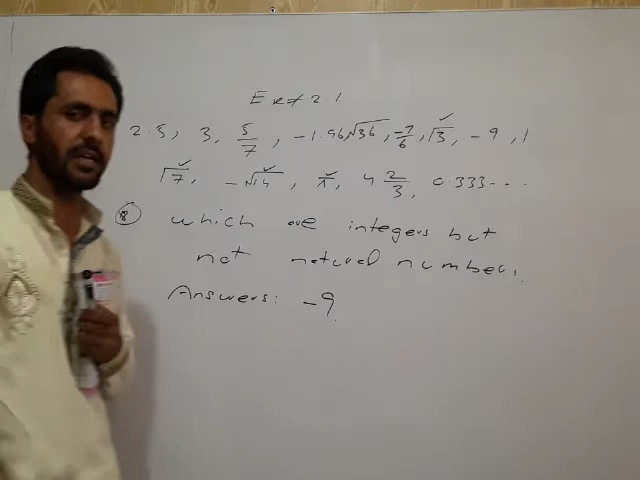 Ex # 2.1
2.5, 3, 5/7, -1.96, √36, -7/6, √3, -9, 1
√7, -√14, π, 4 2/3, 0.333...
8 which are integers but
not natural number.
Answers: -9